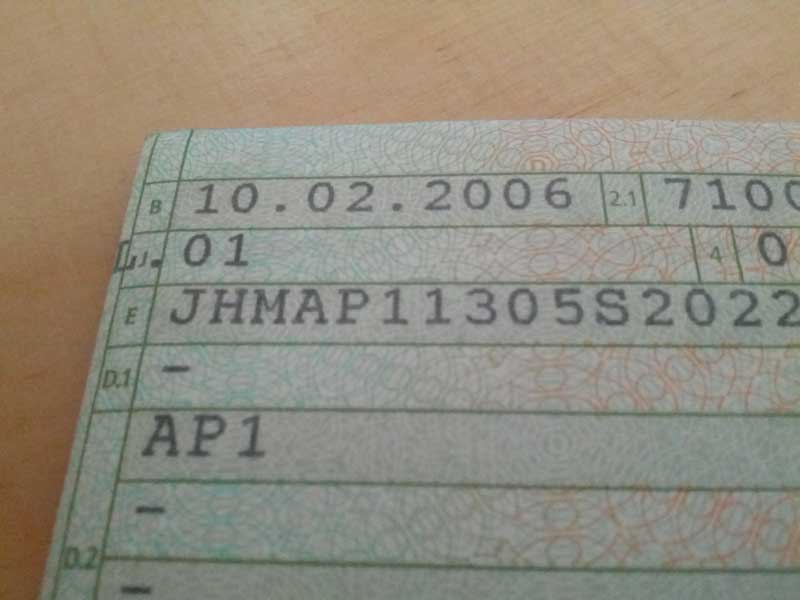 B 10.02.2006 2.1 7100
J. 01 4 0
E JHMAP11305S2022
D.1 -
AP1
-
D.2
-